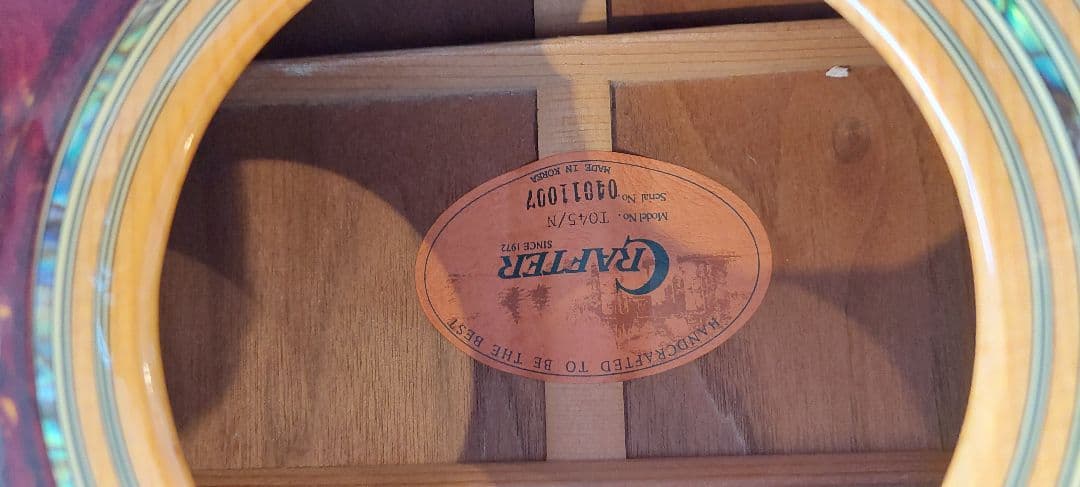 HANDCRAFTED TO BE THE BEST
CRAFTER
SINCE 1972
Model No. TO45/N
Serial No. 04011007
MADE IN KOREA